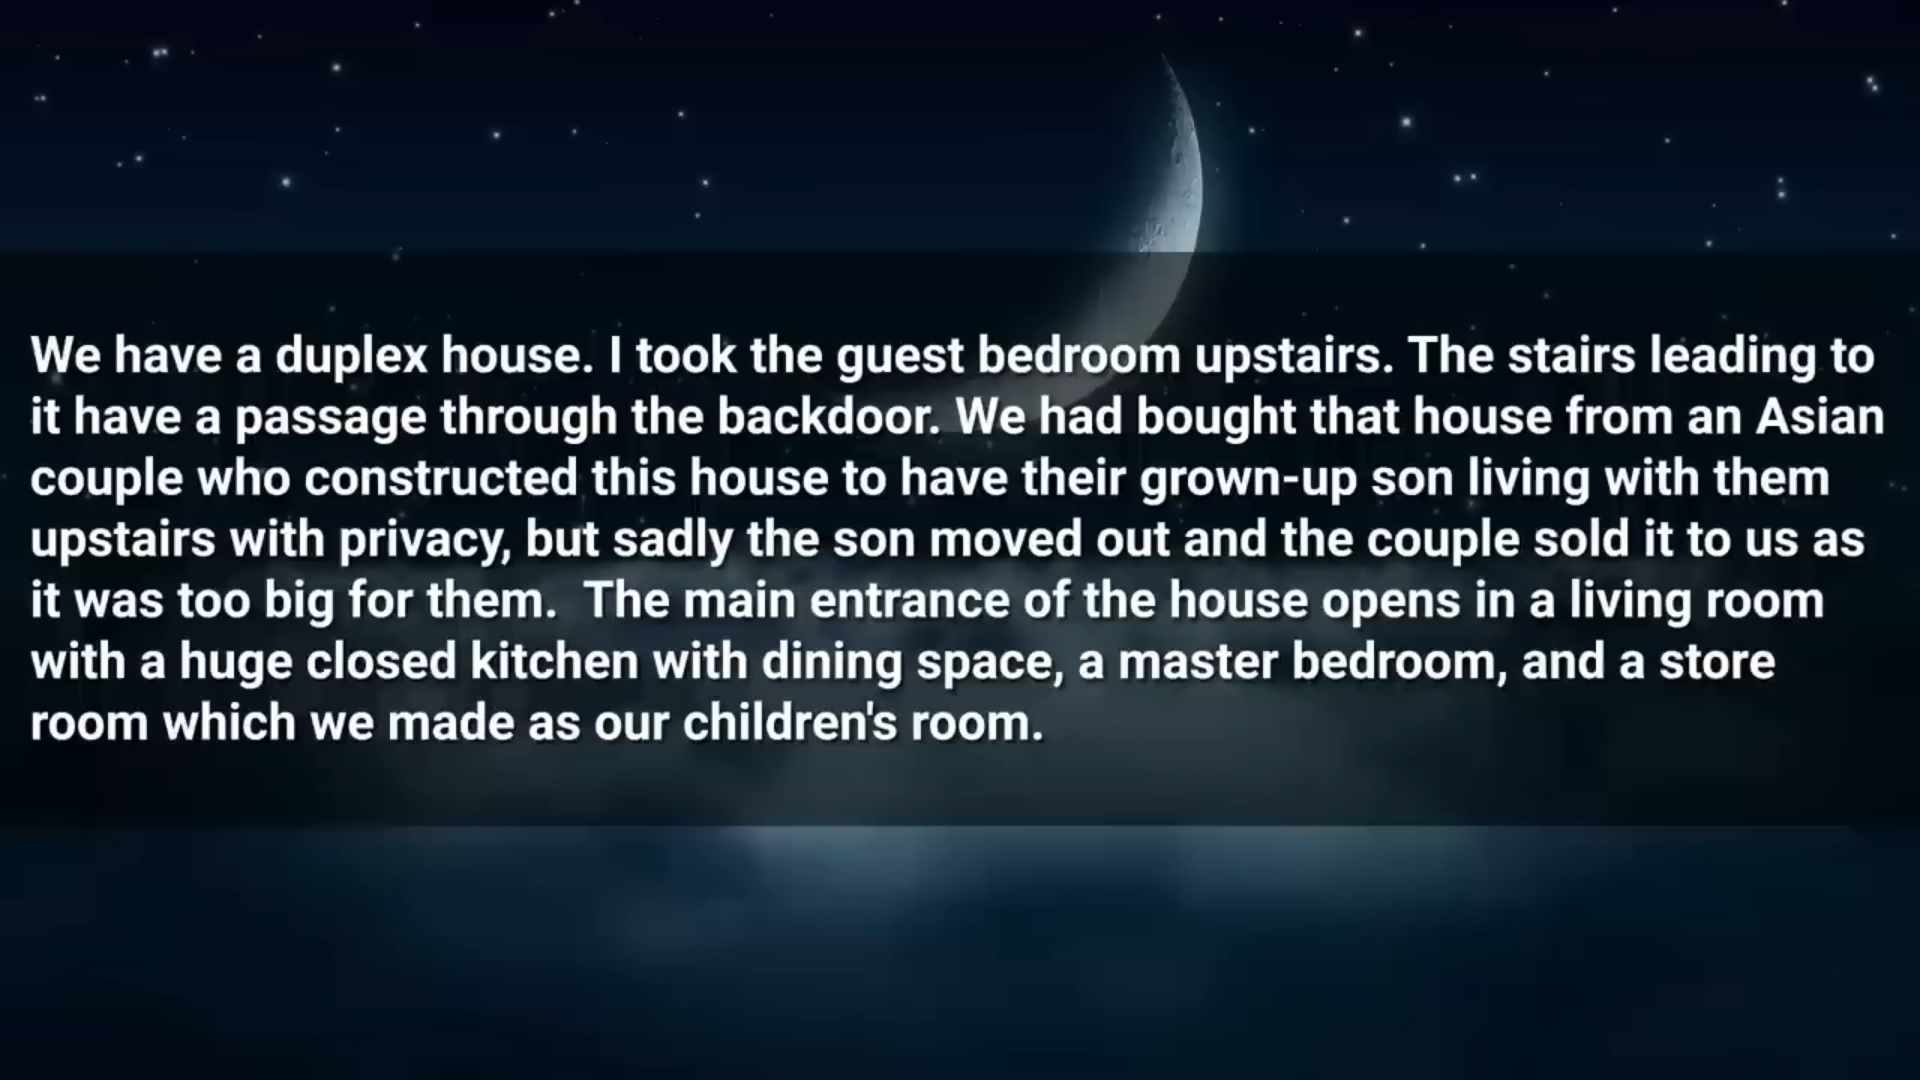 We have a duplex house. I took the guest bedroom upstairs. The stairs leading to
it have a passage through the backdoor. We had bought that house from an Asian
couple who constructed this house to have their grown-up son living with them
upstairs with privacy, but sadly the son moved out and the couple sold it to us as
it was too big for them.  The main entrance of the house opens in a living room
with a huge closed kitchen with dining space, a master bedroom, and a store
room which we made as our children's room.